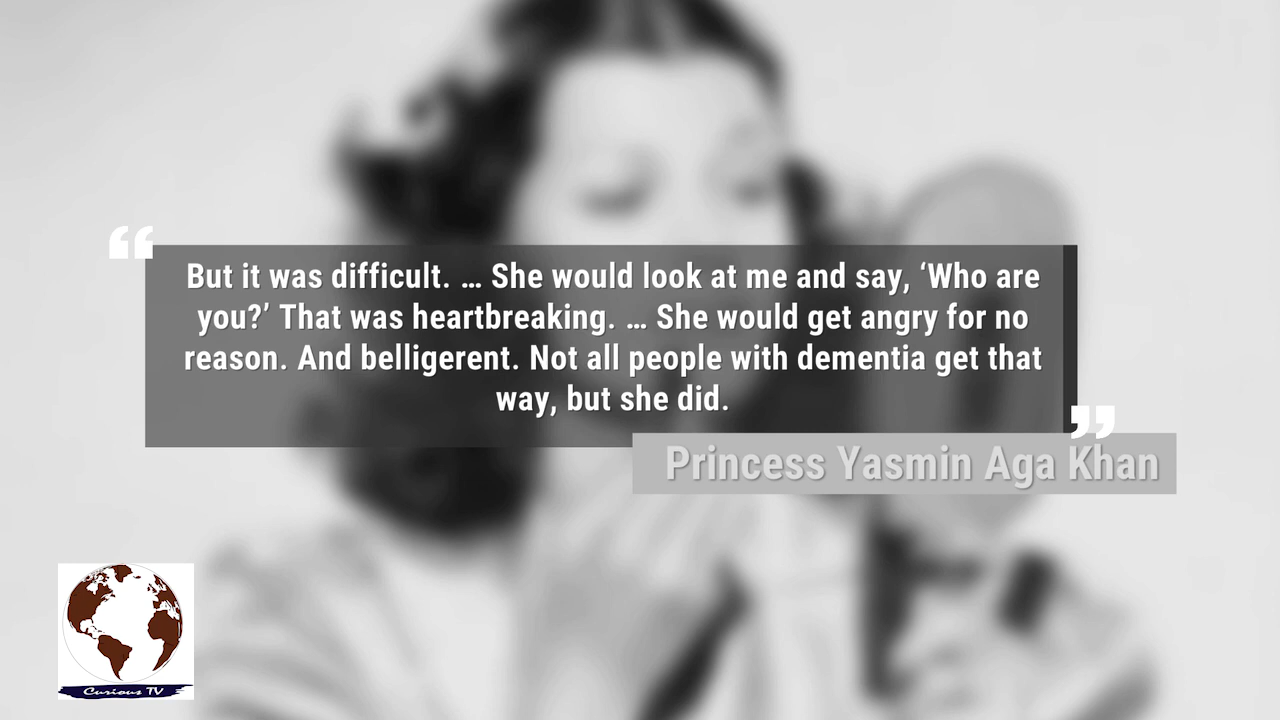 “
But it was difficult. … She would look at me and say, ‘Who are
you?’ That was heartbreaking. … She would get angry for no
reason. And belligerent. Not all people with dementia get that
way, but she did.
”
Princess Yasmin Aga Khan
Curious TV